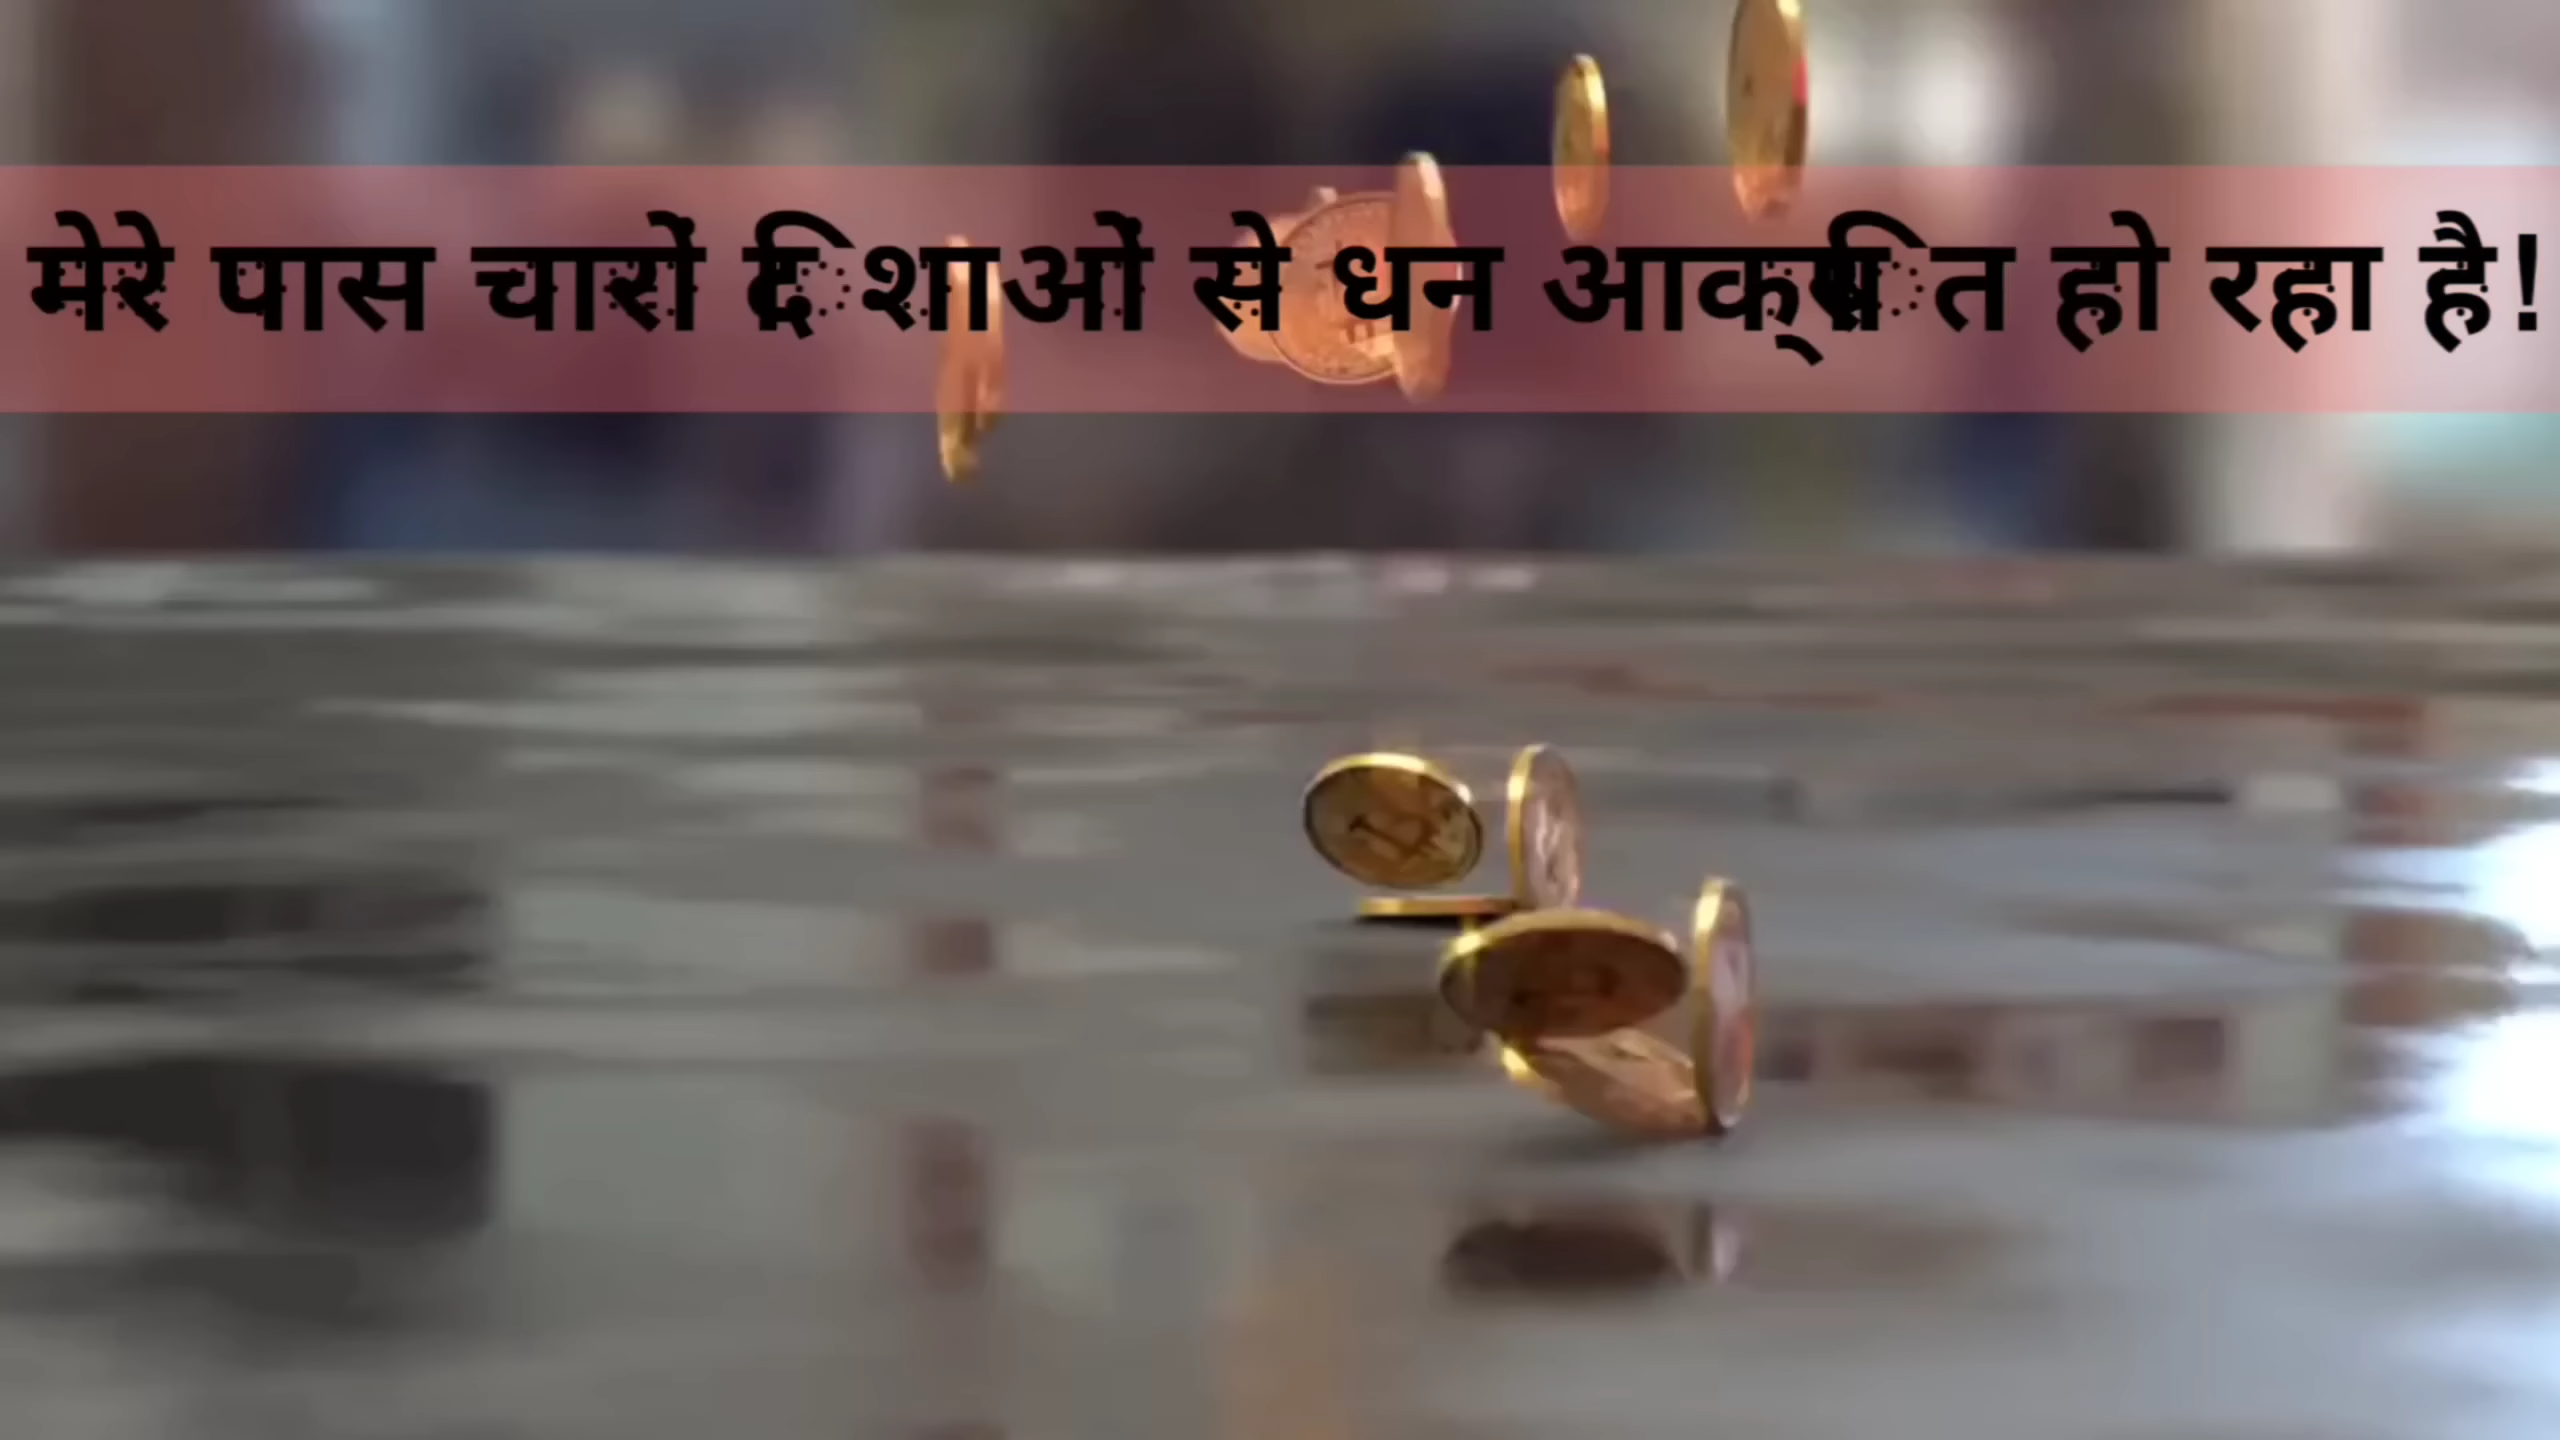 मेरे पास चारों दिशाओं से धन आकर्षित हो रहा है!